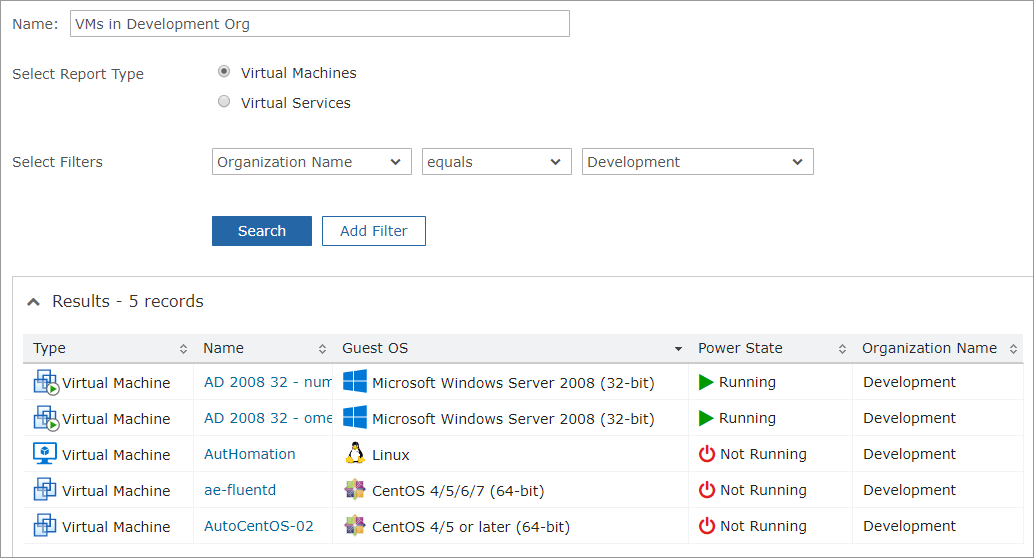 Name: VMs in Development Org
Select Report Type Virtual Machines
Virtual Services
Select Filters Organization Name equals Development
Search Add Filter
Results - 5 records
Type Name Guest OS Power State Organization Name
Virtual Machine AD 2008 32 - num Microsoft Windows Server 2008 (32-bit) Running Development
Virtual Machine AD 2008 32 - ome Microsoft Windows Server 2008 (32-bit) Running Development
Virtual Machine AutHomation Linux Not Running Development
Virtual Machine ae-fluentd CentOS 4/5/6/7 (64-bit) Not Running Development
Virtual Machine AutoCentOS-02 CentOS 4/5 or later (64-bit) Not Running Development